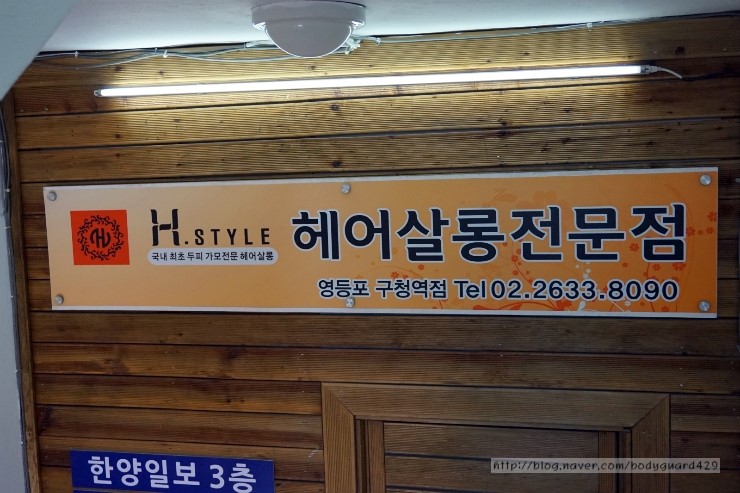 H.STYLE
국내 최초 두피 가모전문 헤어살롱
헤어살롱전문점
영등포 구청역점 Tel 02.2633.8090
한양일보 3층
http://blog.naver.com/bodyguard429